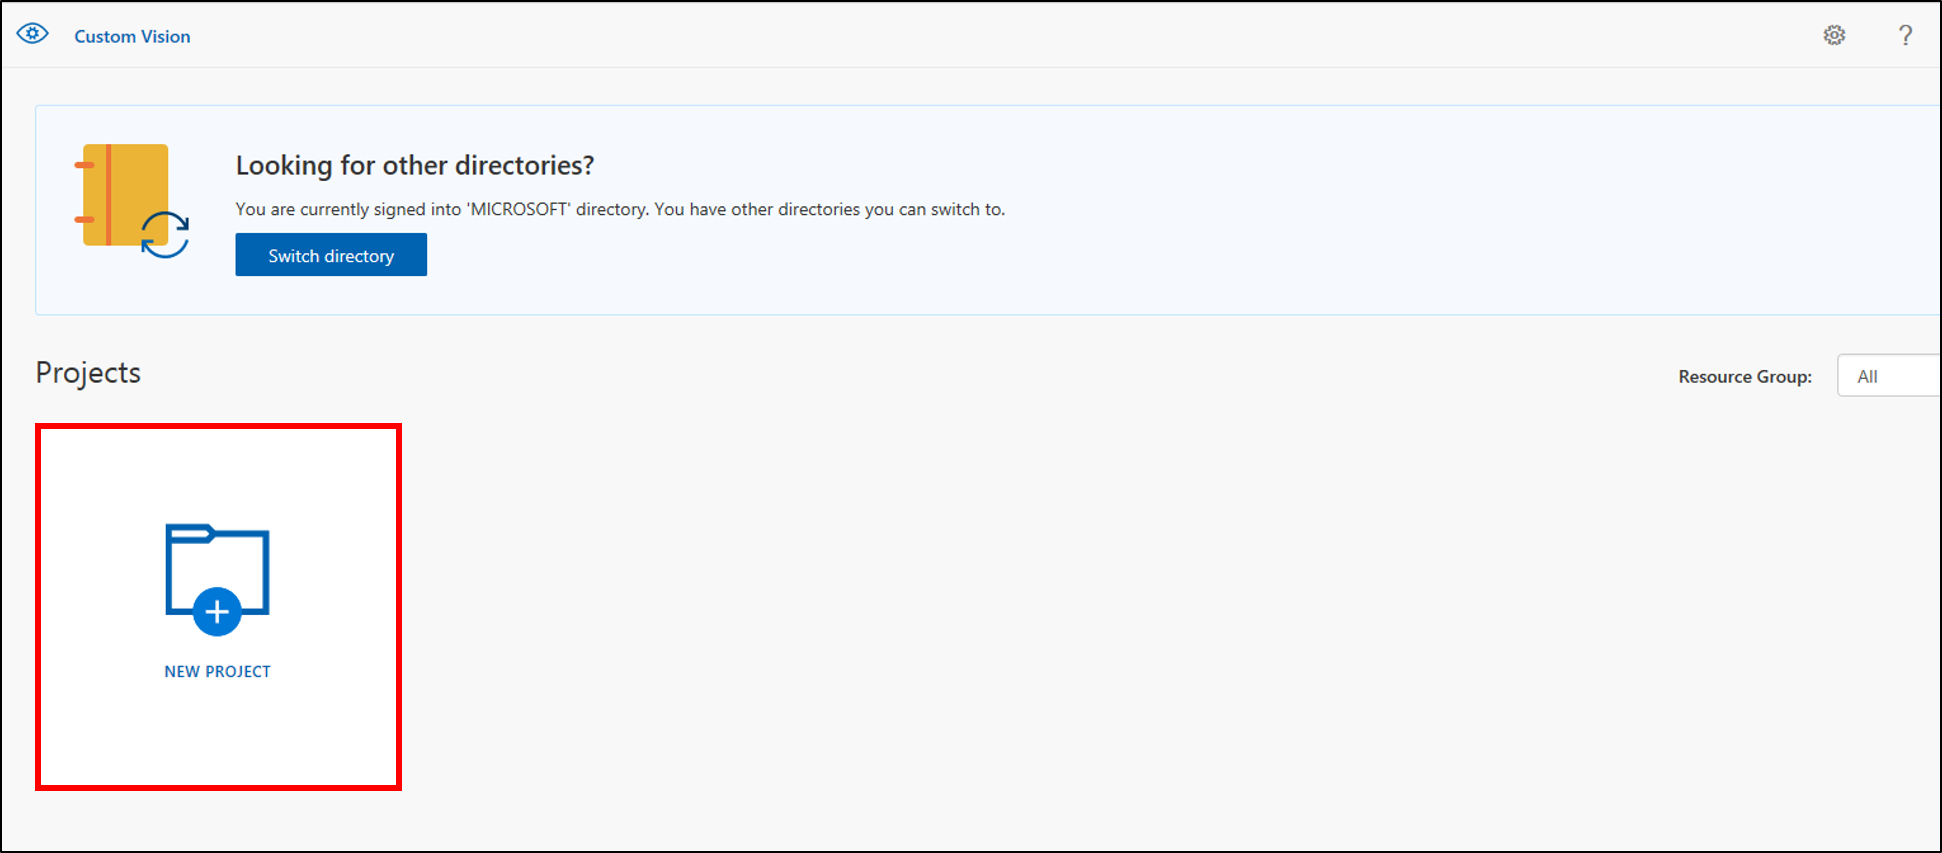 Custom Vision
?
Looking for other directories?
You are currently signed into 'MICROSOFT' directory. You have other directories you can switch to.
Switch directory
Projects
Resource Group:
All
NEW PROJECT